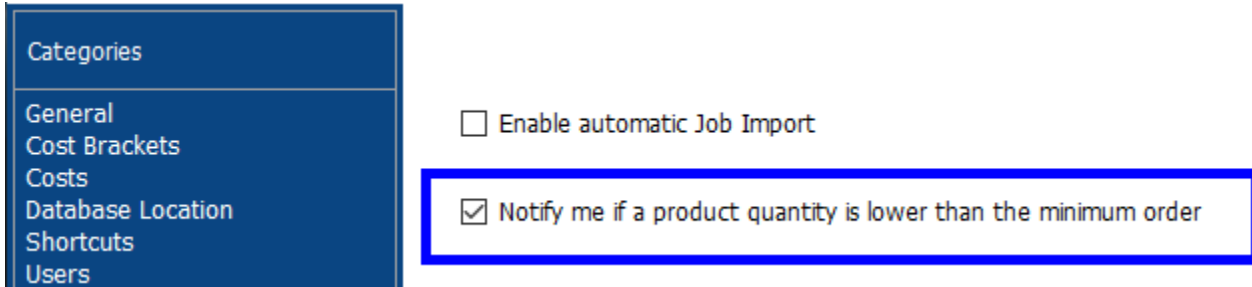 Categories
General
Cost Brackets
Costs
Database Location
Shortcuts
Users
Enable automatic Job Import
Notify me if a product quantity is lower than the minimum order